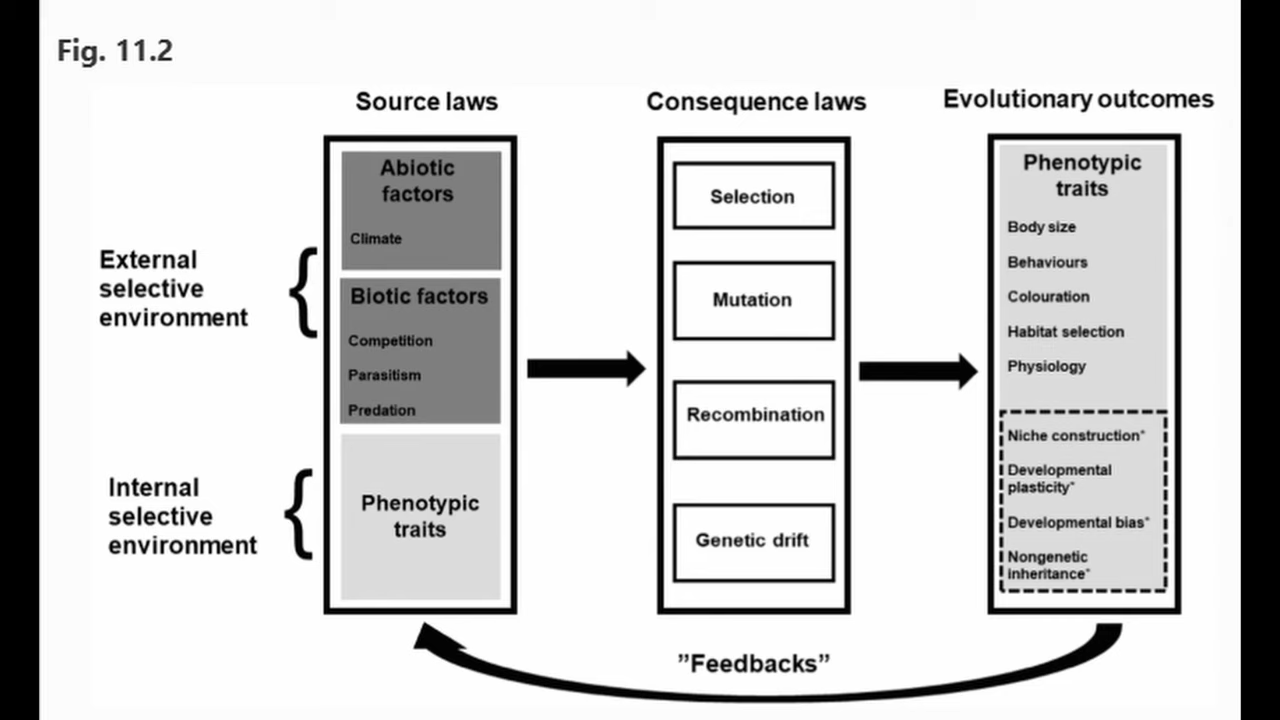 Fig. 11.2
Source laws
Consequence laws
Evolutionary outcomes
External
selective
environment
Internal
selective
environment
Abiotic
factors
Climate
Biotic factors
Competition
Parasitism
Predation
Phenotypic
traits
Selection
Mutation
Recombination
Genetic drift
Phenotypic
traits
Body size
Behaviours
Colouration
Habitat selection
Physiology
Niche construction*
Developmental
plasticity*
Developmental bias*
Nongenetic
inheritance*
”Feedbacks”